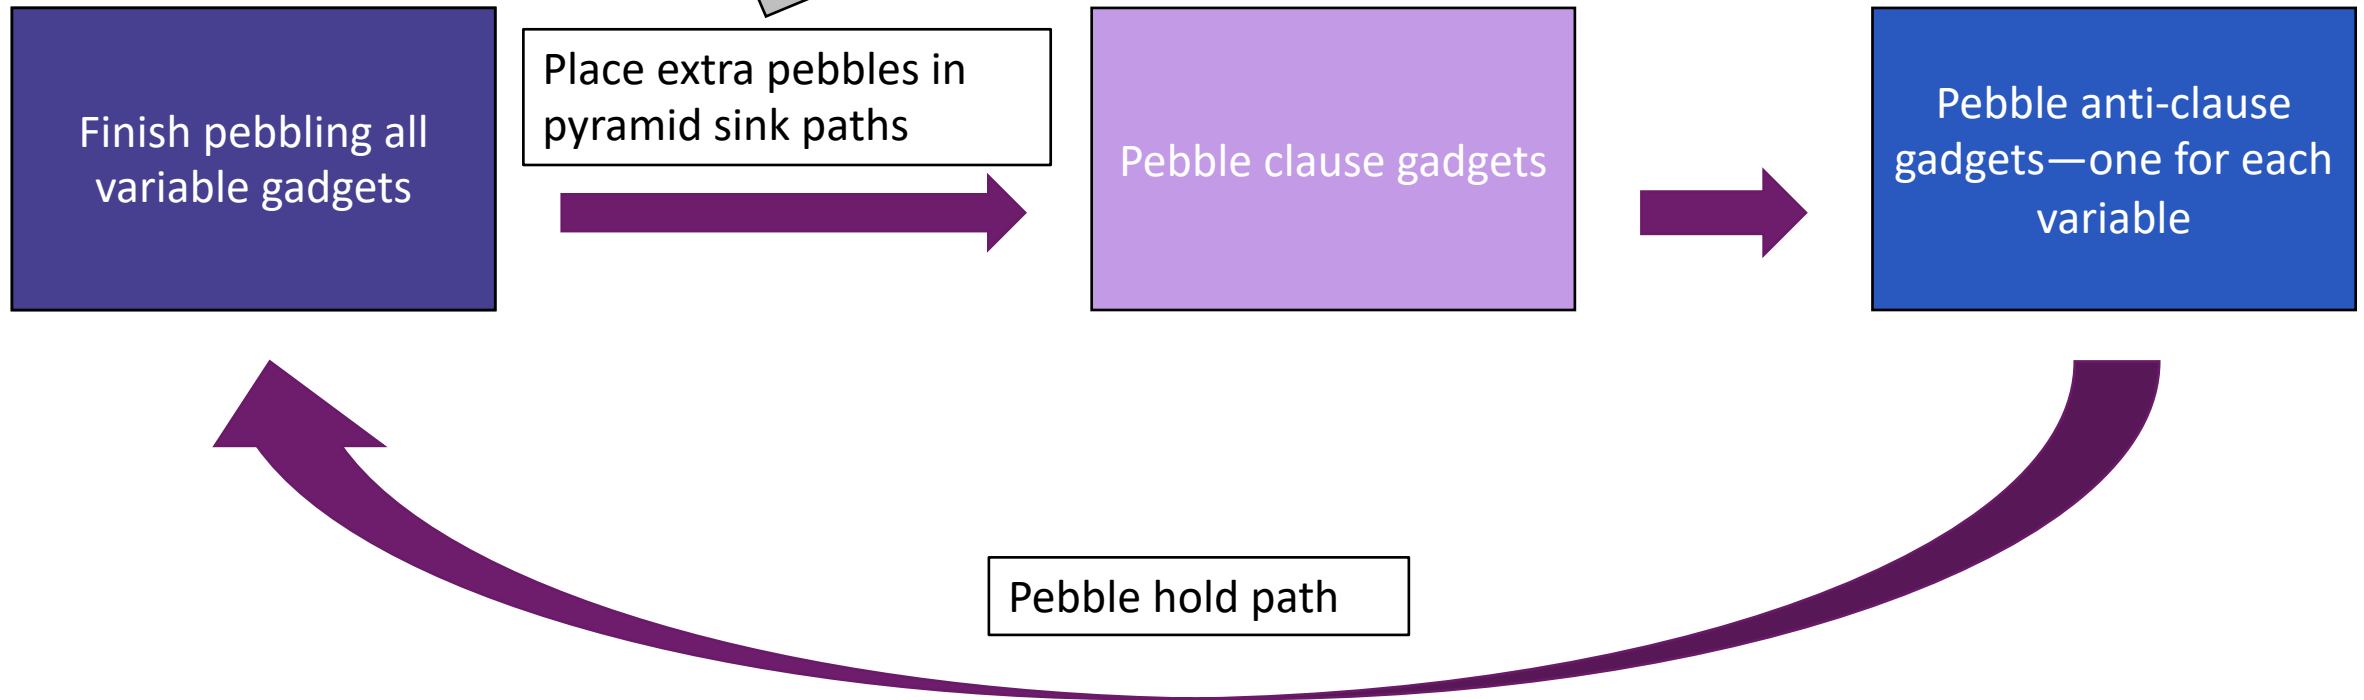 Finish pebbling all
variable gadgets
Place extra pebbles in
pyramid sink paths
Pebble clause gadgets
Pebble anti-clause
gadgets—one for each
variable
Pebble hold path